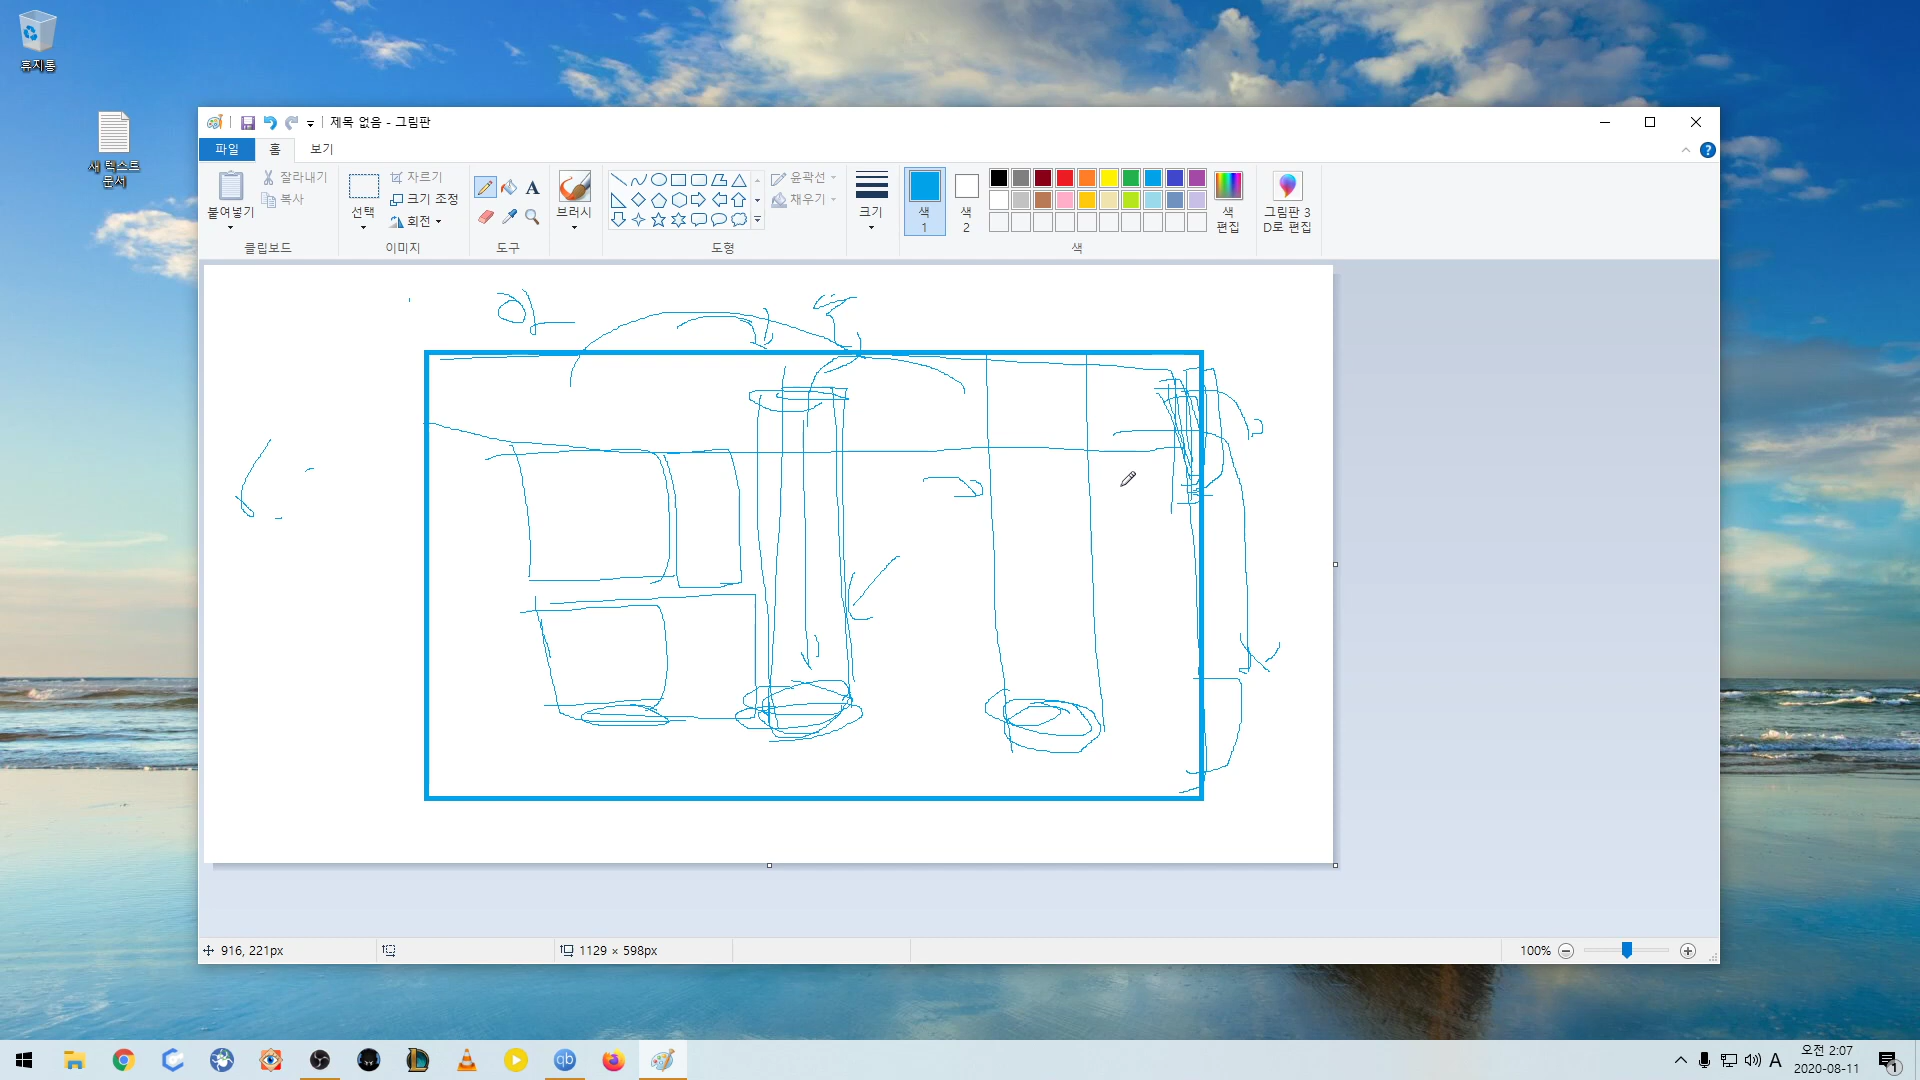 휴지통
새 텍스트
문서
제목 없음 - 그림판
파일
홈
보기
붙여넣기
잘라내기
복사
클립보드
선택
자르기
크기 조정
회전
이미지
A
도구
브러시
윤곽선
채우기
도형
크기
색
1
색
2
색
편집
색
그림판 3
D로 편집
916, 221px
1129 × 598px
100%
qb
A
오전 2:07
2020-08-11
1